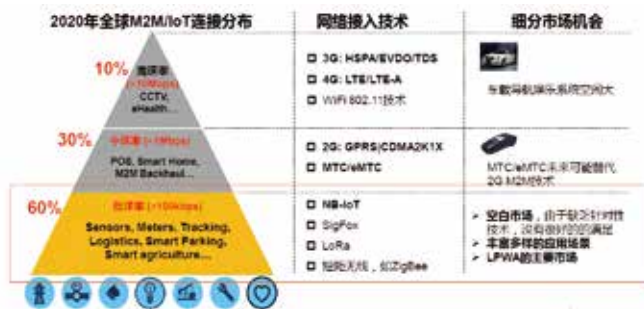 2020年全球M2M/IoT连接分布
网络接入技术
细分市场机会
10%
高速率
(>10Mbps)
CCTV,
eHealth...
3G: HSPA/EVDO/TDS
4G: LTE/LTE-A
WiFi 802.11技术
车载导航娱乐系统空间大
30%
中速率 (>1Mbps)
POS, Smart Home,
M2M Backhaul...
2G: GPRS|CDMA2K1X
MTC/eMTC
MTC/eMTC未来可能替代
2G M2M技术
60%
低速率 (<100kbps)
Sensors, Meters, Tracking,
Logistics, Smart Parking,
Smart agriculture...
NB-IoT
SigFox
LoRa
短距无线，如ZigBee
空白市场，由于缺乏针对性
技术，没有很好的的满足
丰富多样的应用场景
LPWA的主要市场